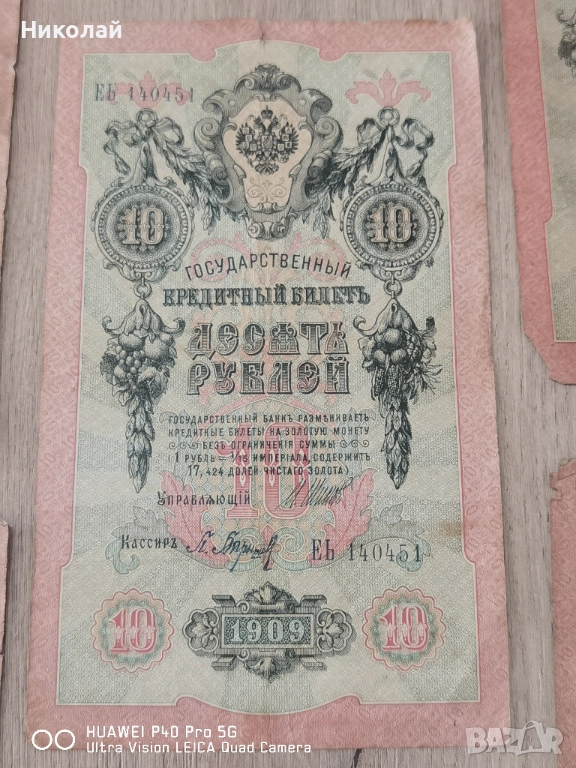 Николай
ЕЬ 140451
10
10
ГОСУДАРСТВЕННЫЙ
КРЕДИТНЫЙ БИЛЕТЪ
ДЕСЯТЬ
РУБЛЕЙ
ГОСУДАРСТВЕННЫЙ БАНКЪ РАЗМѢНИВАЕТЪ
КРЕДИТНЫЕ БИЛЕТЫ НА ЗОЛОТУЮ МОНЕТУ
БЕЗЪ ОГРАНИЧЕНІЯ СУММЫ
(1 РУБЛЬ = 1/15 ИМПЕРІАЛА, СОДЕРЖИТЪ
17,424 ДОЛЕЙ ЧИСТАГО ЗОЛОТА)
10
УПРАВЛЯЮЩІЙ
КАССИРЪ
ЕЬ 140451
10
1909
10
HUAWEI P40 Pro 5G
Ultra Vision LEICA Quad Camera
BAZAR